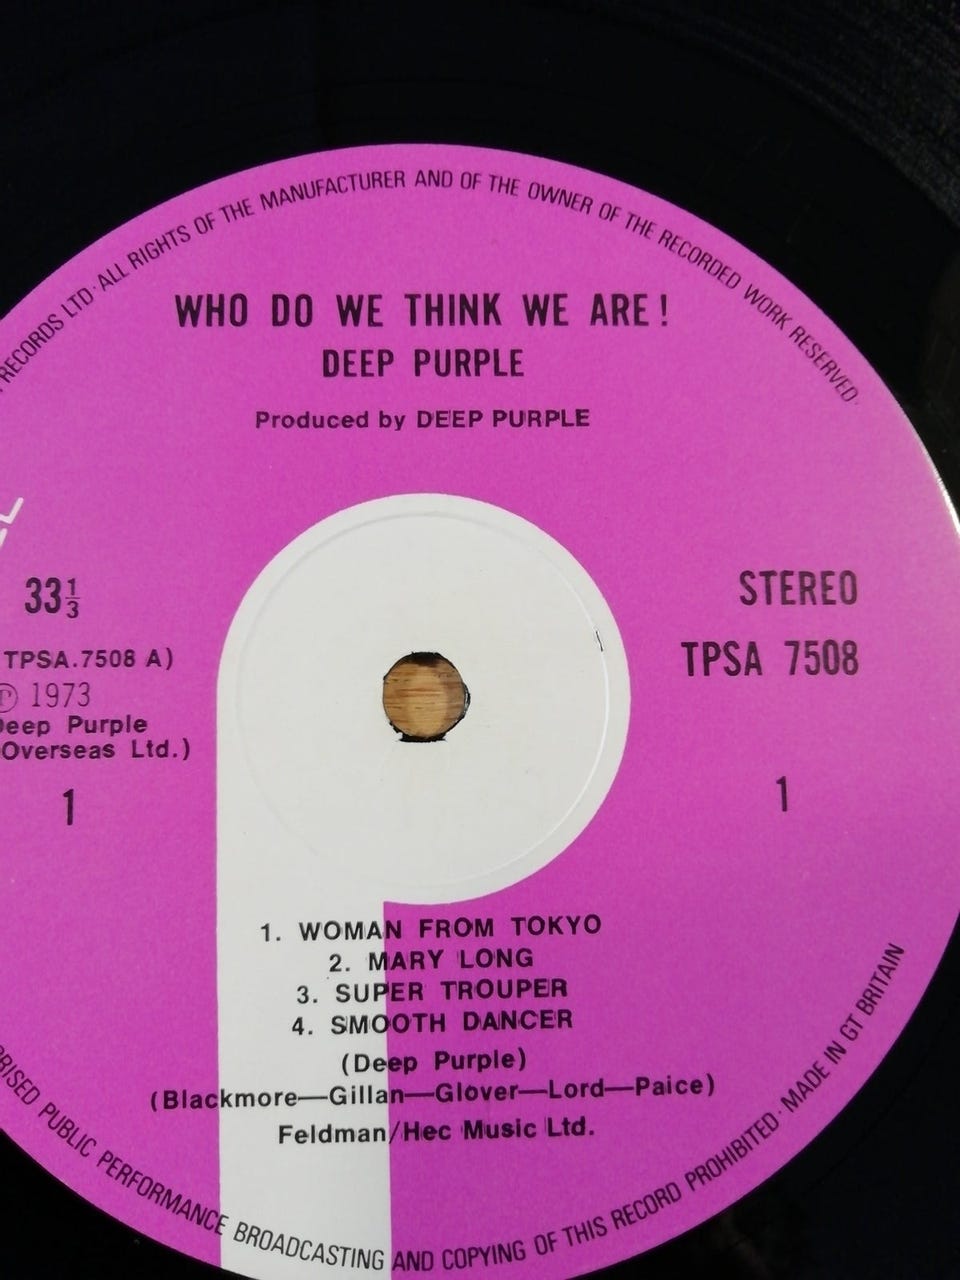 RECORDS LTD· ALL RIGHTS OF THE MANUFACTURER AND OF THE OWNER OF THE RECORDED WORK RESERVED·
WHO DO WE THINK WE ARE!
DEEP PURPLE
Produced by DEEP PURPLE
33⅓
STEREO
TPSA.7508 A)
TPSA 7508
℗ 1973
Deep Purple
Overseas Ltd.)
1
1
1. WOMAN FROM TOKYO
2. MARY LONG
3. SUPER TROUPER
4. SMOOTH DANCER
(Deep Purple)
(Blackmore—Gillan—Glover—Lord—Paice)
Feldman/Hec Music Ltd.
PUBLIC PERFORMANCE BROADCASTING AND COPYING OF THIS RECORD PROHIBITED· MADE IN GT BRITAIN